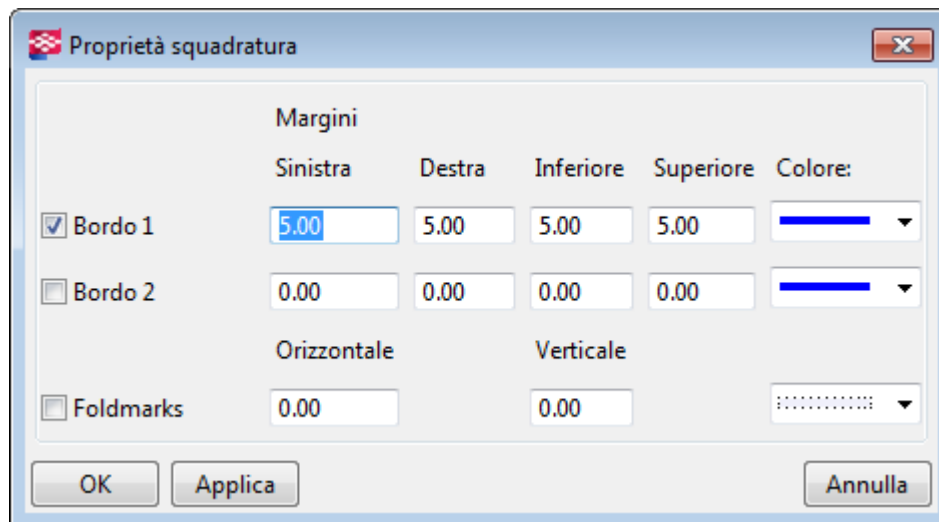 Proprietà squadratura
Margini
Sinistra Destra Inferiore Superiore Colore:
Bordo 1 5.00 5.00 5.00 5.00
Bordo 2 0.00 0.00 0.00 0.00
Orizzontale Verticale
Foldmarks 0.00 0.00
OK Applica Annulla